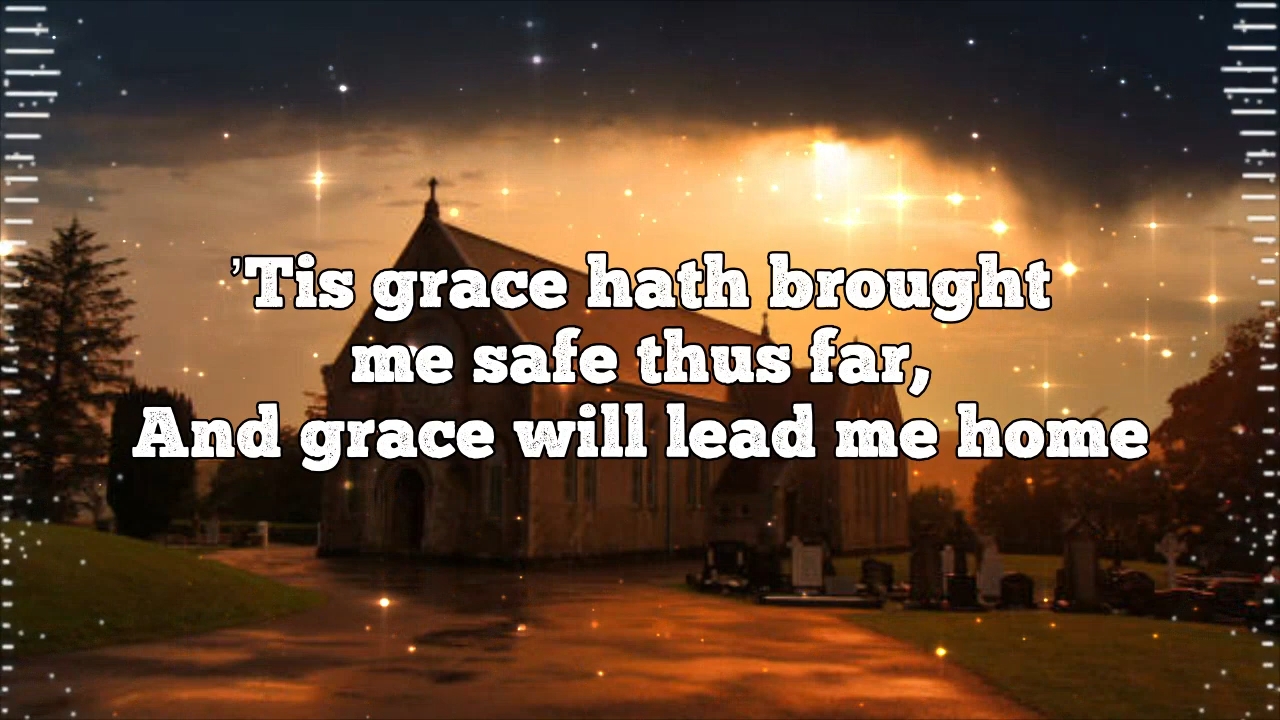 ’Tis grace hath brought
me safe thus far,
And grace will lead me home